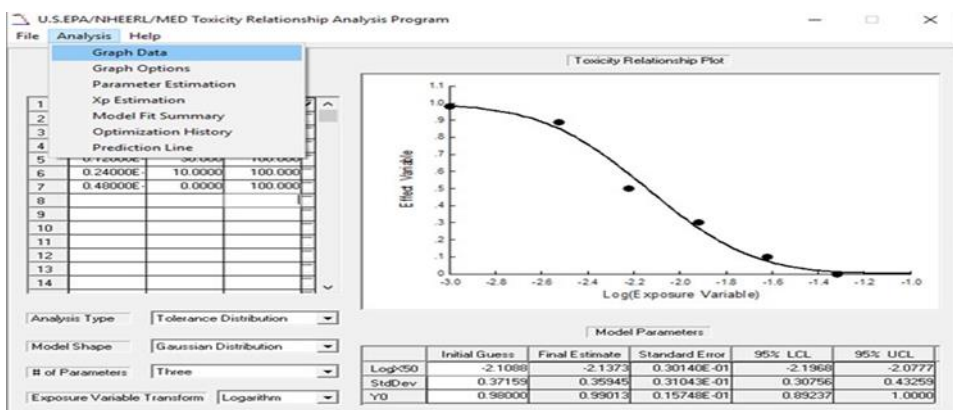 U.S.EPA/NHEERL/MED Toxicity Relationship Analysis Program
File Analysis Help
Graph Data
Graph Options
Parameter Estimation
Xp Estimation
Model Fit Summary
Optimization History
Prediction Line
1
2
3
4
5 0.12000E- 30.000 100.000
6 0.24000E- 10.0000 100.000
7 0.48000E- 0.0000 100.000
8
9
10
11
12
13
14
Analysis Type Tolerance Distribution
Model Shape Gaussian Distribution
# of Parameters Three
Exposure Variable Transform Logarithm
Toxicity Relationship Plot
Effect Variable
1.1
1.0
.9
.8
.7
.6
.5
.4
.3
.2
.1
0
-3.0 -2.8 -2.6 -2.4 -2.2 -2.0 -1.8 -1.6 -1.4 -1.2 -1.0
Log(Exposure Variable)
Model Parameters
Initial Guess Final Estimate Standard Error 95% LCL 95% UCL
LogX50 -2.1088 -2.1373 0.30140E-01 -2.1968 -2.0777
StdDev 0.37159 0.35945 0.31043E-01 0.30756 0.43259
Y0 0.98000 0.99013 0.15748E-01 0.89237 1.0000